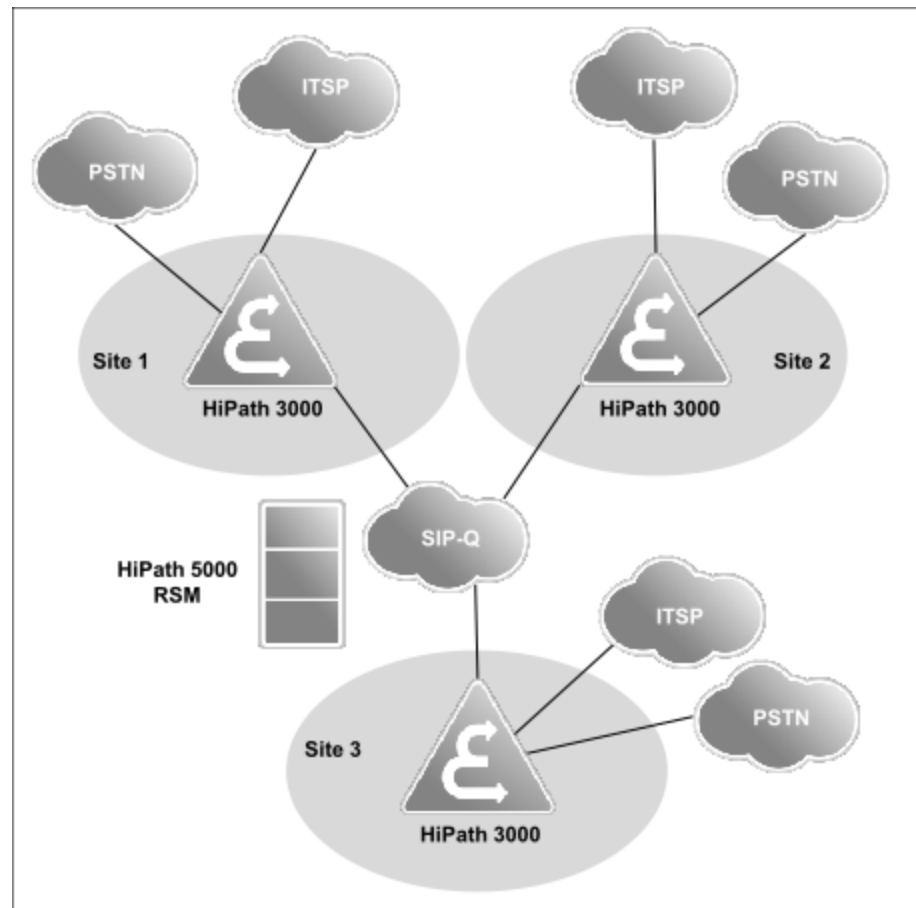 ITSP
ITSP
PSTN
PSTN
Site 1
Site 2
HiPath 3000
HiPath 3000
SIP-Q
HiPath 5000
RSM
ITSP
PSTN
Site 3
HiPath 3000